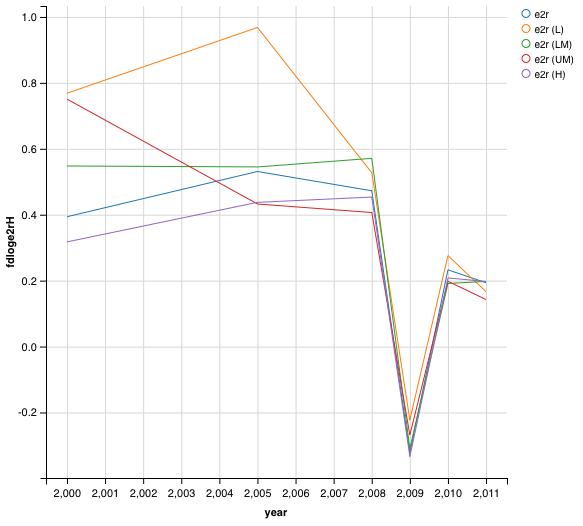 1.0
0.8
0.6
0.4
0.2
0.0
-0.2
fdloge2rH
2,000 2,001 2,002 2,003 2,004 2,005 2,006 2,007 2,008 2,009 2,010 2,011
year
e2r
e2r (L)
e2r (LM)
e2r (UM)
e2r (H)